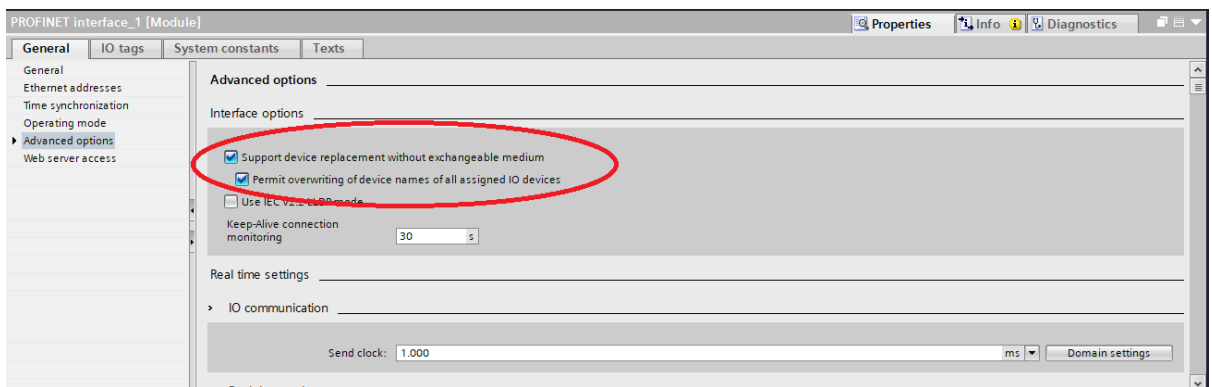 PROFINET interface_1 [Module]
Properties
Info
Diagnostics
General
IO tags
System constants
Texts
General
Ethernet addresses
Time synchronization
Operating mode
Advanced options
Web server access
Advanced options
Interface options
Support device replacement without exchangeable medium
Permit overwriting of device names of all assigned IO devices
Use IEC V2.2 LLDP mode
Keep-Alive connection
monitoring
30
s
Real time settings
IO communication
Send clock:
1.000
ms
Domain settings